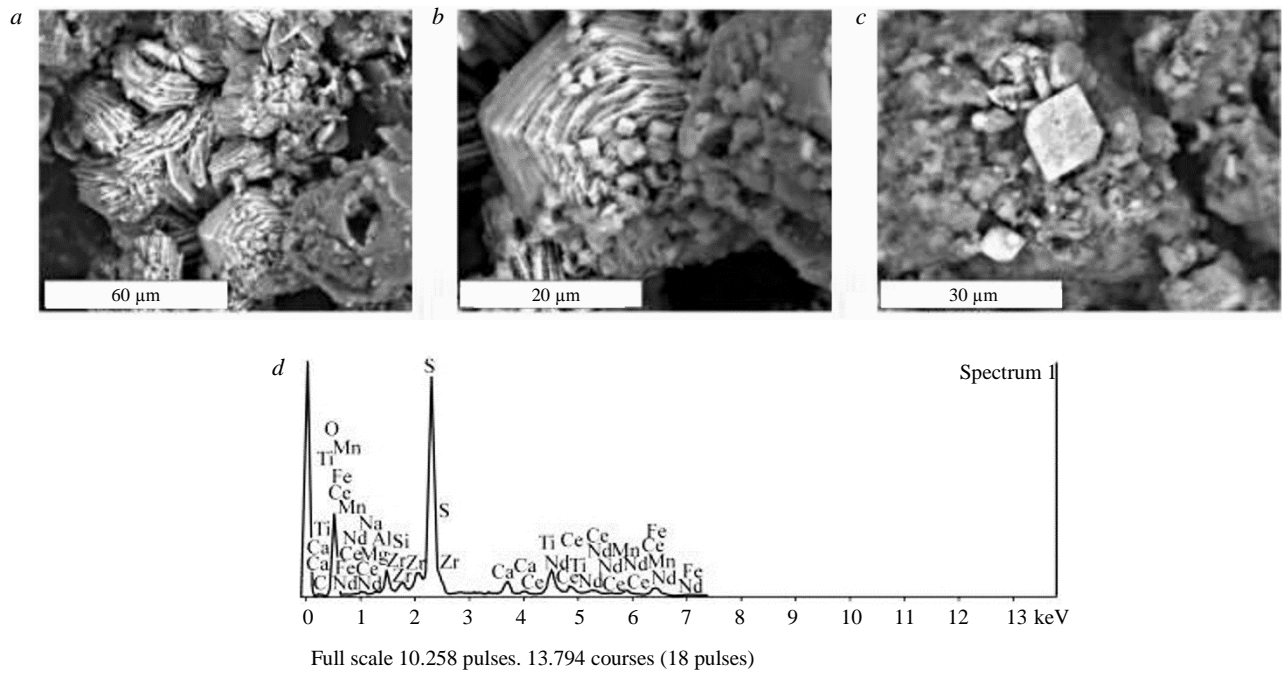 a
b
c
60 µm
20 µm
30 µm
d
S
Spectrum 1
O
Mn
Ti
Fe
Ce
Mn
S
Na
Ti
Nd Al Si
Ca
Ce Mg Zr Zr Zr
Ca
Fe Ce Zr
C Nd Nd
Fe
Ti Ce Ce Ce
Nd Mn Mn
Ca Ca Nd Ti Nd Nd Fe
Ce Ce Nd Ce Ce Nd Nd
0 1 2 3 4 5 6 7 8 9 10 11 12 13 keV
Full scale 10.258 pulses. 13.794 courses (18 pulses)